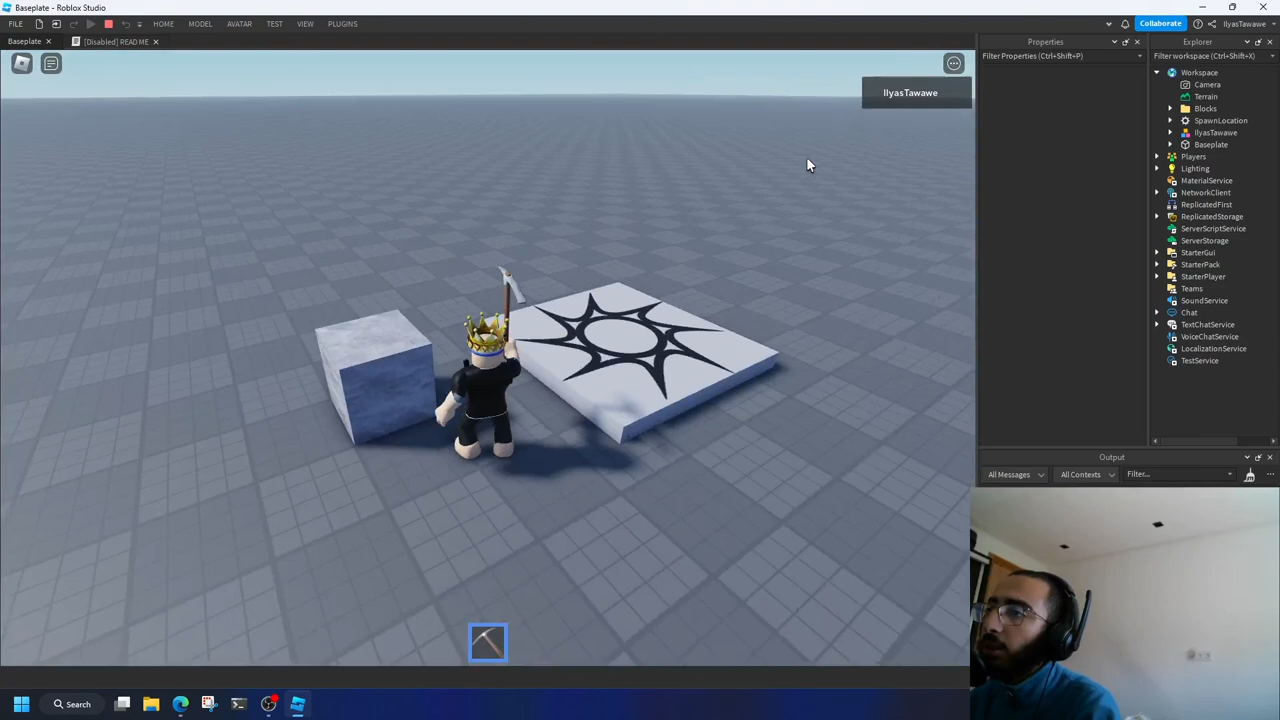 Baseplate - Roblox Studio
FILE HOME MODEL AVATAR TEST VIEW PLUGINS Collaborate IlyasTawawe
Baseplate [Disabled] README
IlyasTawawe
Properties
Filter Properties (Ctrl+Shift+P)
Explorer
Filter workspace (Ctrl+Shift+X)
Workspace
Camera
Terrain
Blocks
SpawnLocation
IlyasTawawe
Baseplate
Players
Lighting
MaterialService
NetworkClient
ReplicatedFirst
ReplicatedStorage
ServerScriptService
ServerStorage
StarterGui
StarterPack
StarterPlayer
Teams
SoundService
Chat
TextChatService
VoiceChatService
LocalizationService
TestService
Output
All Messages All Contexts Filter...
Search